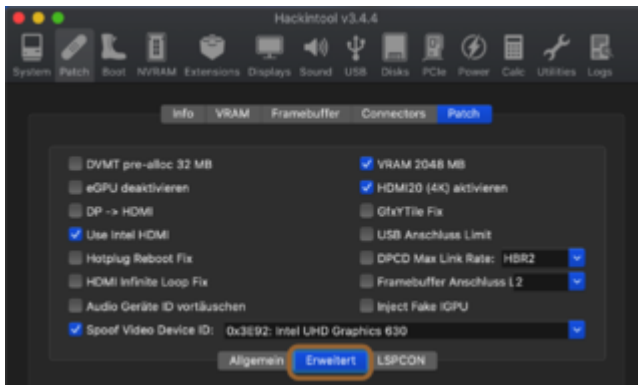 Hackintool v3.4.4
System Patch Boot NVRAM Extensions Displays Sound USB Disks PCIe Power Calc Utilities Logs
Info VRAM Framebuffer Connectors Patch
DVMT pre-alloc 32 MB VRAM 2048 MB
eGPU deaktivieren HDMI20 (4K) aktivieren
DP -> HDMI GfxYTile Fix
Use Intel HDMI USB Anschluss Limit
Hotplug Reboot Fix DPCD Max Link Rate: HBR2
HDMI Infinite Loop Fix Framebuffer Anschluss L 2
Audio Geräte ID vortäuschen Inject Fake IGPU
Spoof Video Device ID: 0x3E92: Intel UHD Graphics 630
Allgemein Erweitert LSPCON